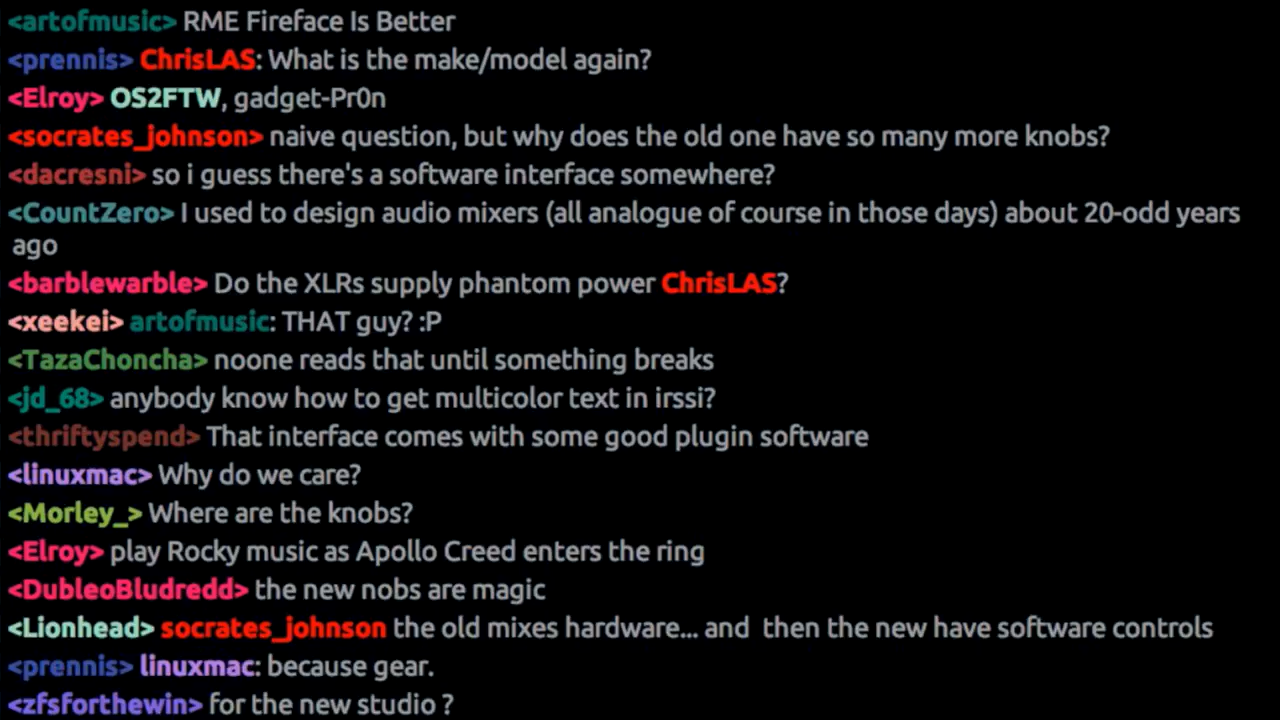 <artofmusic> RME Fireface Is Better
<prennis> ChrisLAS: What is the make/model again?
<Elroy> OS2FTW, gadget-Pr0n
<socrates_johnson> naive question, but why does the old one have so many more knobs?
<dacresni> so i guess there's a software interface somewhere?
<CountZero> I used to design audio mixers (all analogue of course in those days) about 20-odd years
ago
<barblewarble> Do the XLRs supply phantom power ChrisLAS?
<xeekei> artofmusic: THAT guy? :P
<TazaChoncha> noone reads that until something breaks
<jd_68> anybody know how to get multicolor text in irssi?
<thriftyspend> That interface comes with some good plugin software
<linuxmac> Why do we care?
<Morley_> Where are the knobs?
<Elroy> play Rocky music as Apollo Creed enters the ring
<DubleoBludredd> the new nobs are magic
<Lionhead> socrates_johnson the old mixes hardware... and  then the new have software controls
<prennis> linuxmac: because gear.
<zfsforthewin> for the new studio ?